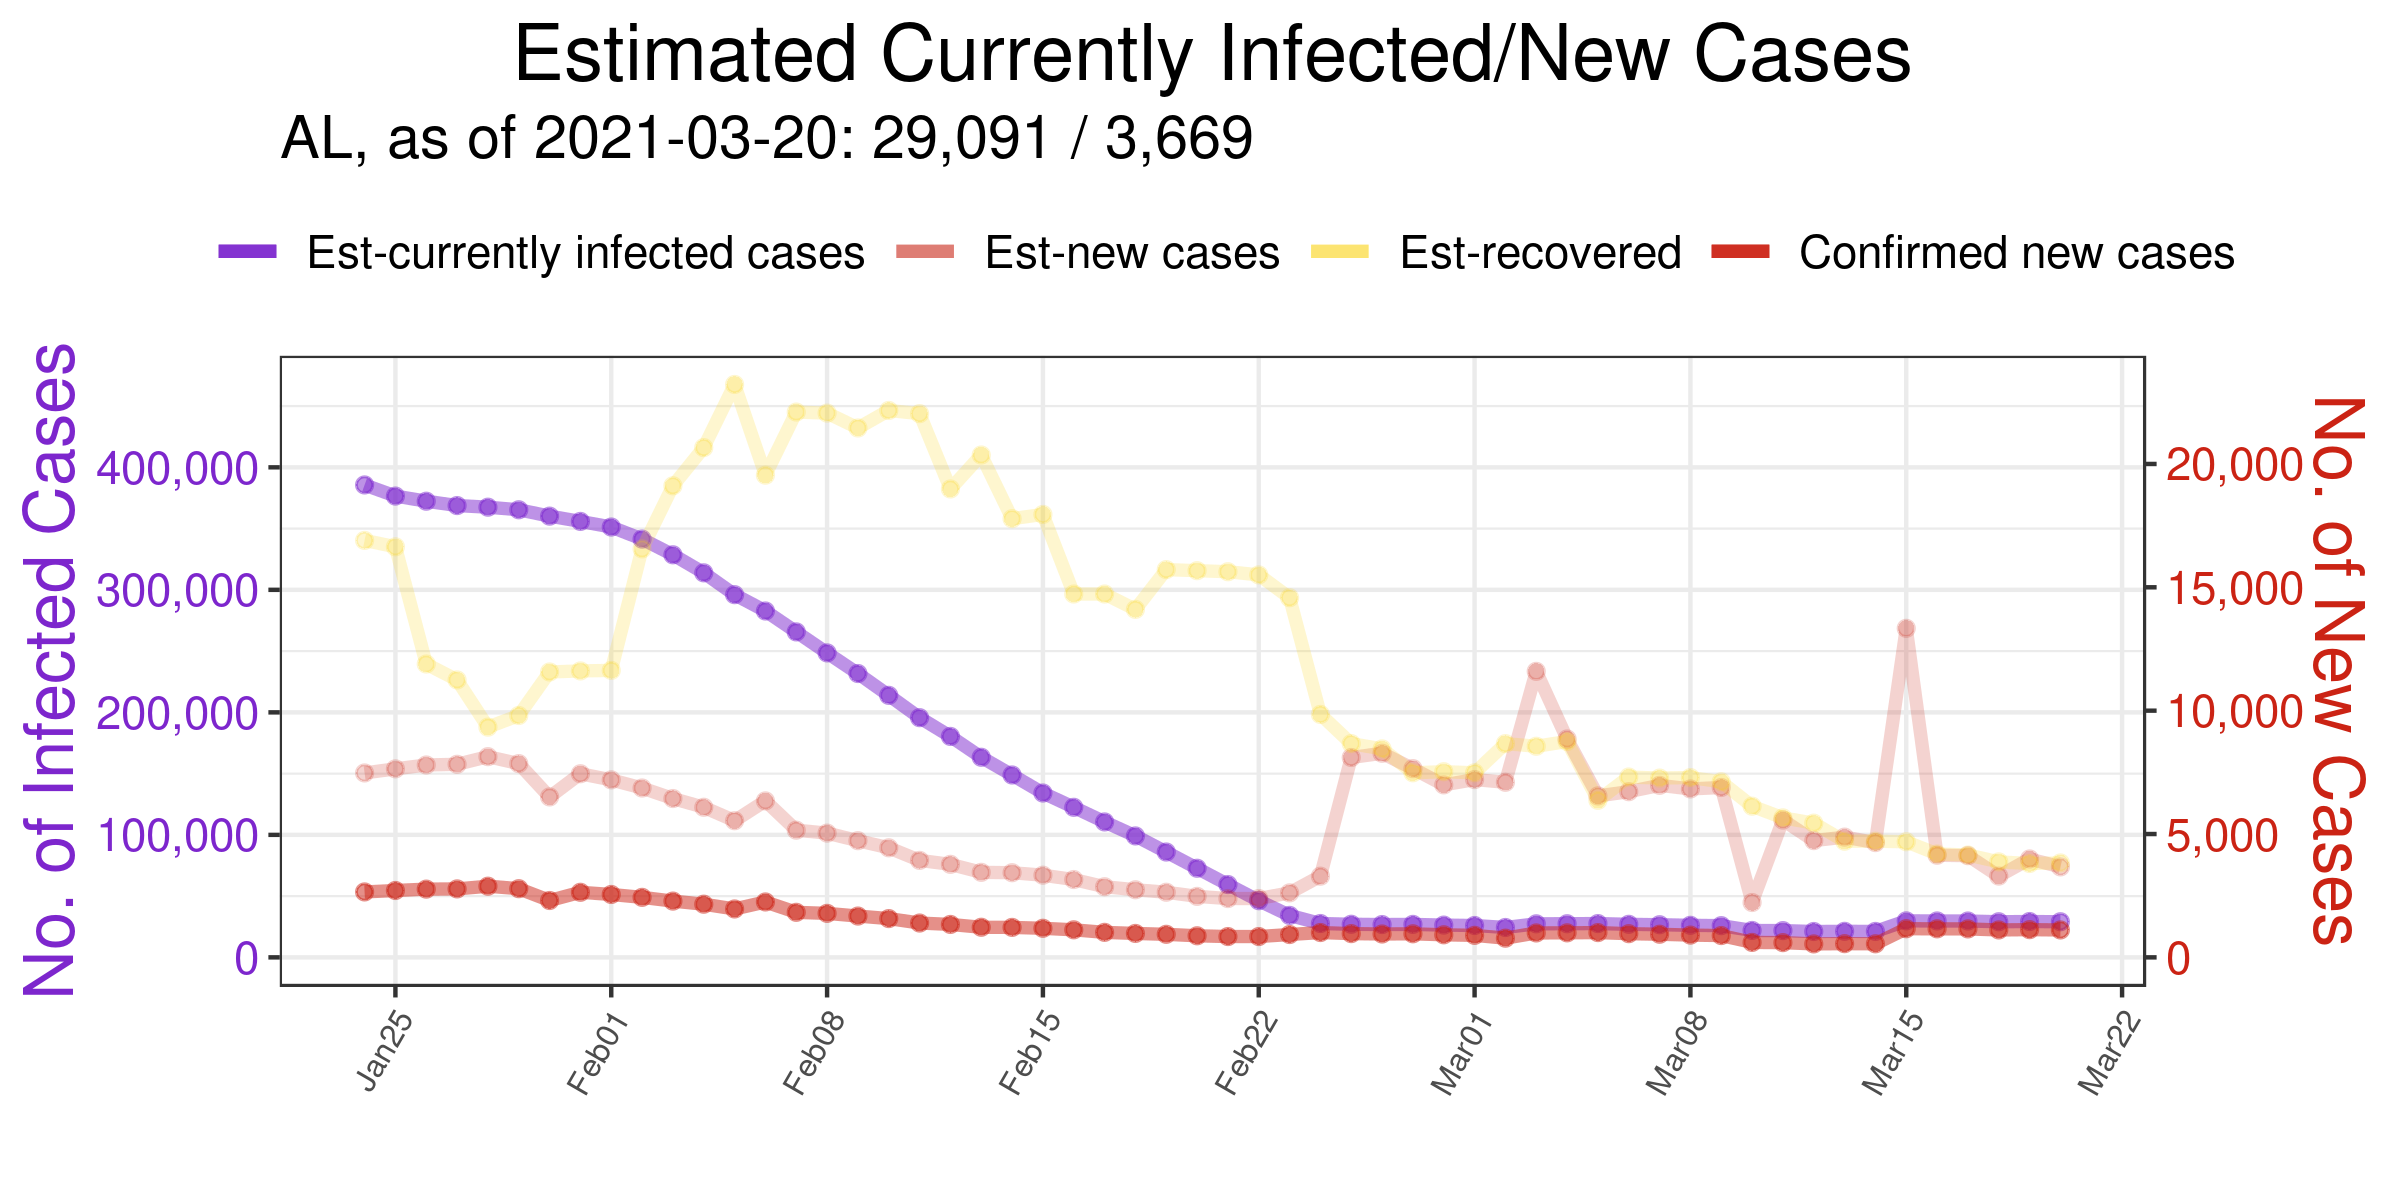 Estimated Currently Infected/New Cases
AL, as of 2021-03-20: 29,091 / 3,669
Est-currently infected cases Est-new cases Est-recovered Confirmed new cases
No. of Infected Cases
400,000
300,000
200,000
100,000
0
20,000
15,000
10,000
5,000
0
No. of New Cases
Jan25 Feb01 Feb08 Feb15 Feb22 Mar01 Mar08 Mar15 Mar22